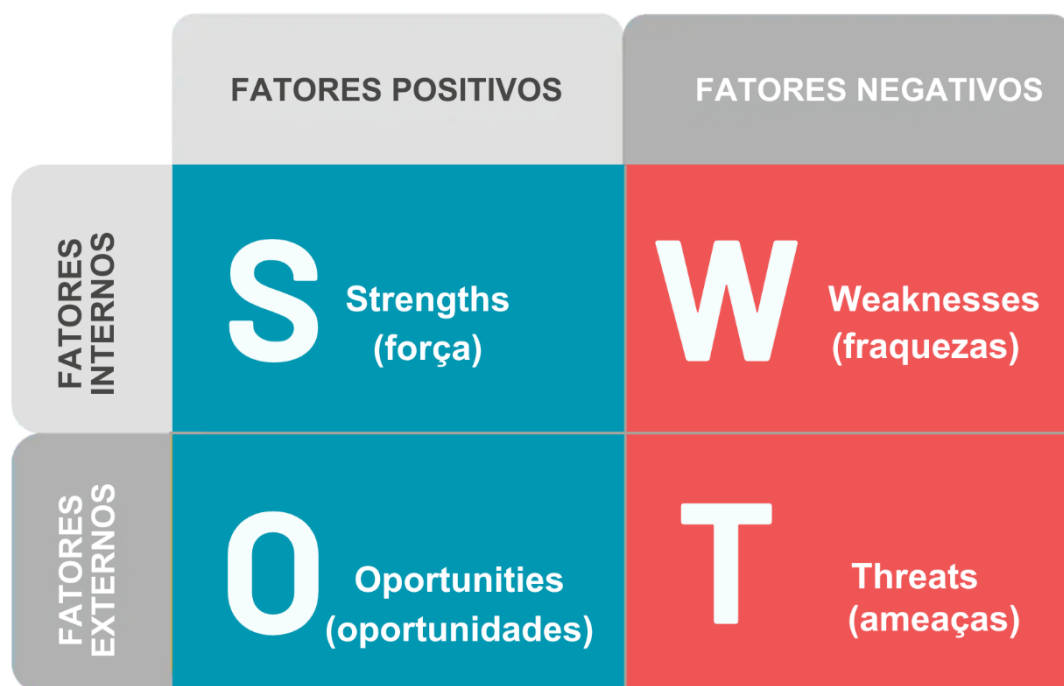 FATORES POSITIVOS
FATORES NEGATIVOS
FATORES
INTERNOS
S
Strengths
(força)
W
Weaknesses
(fraquezas)
FATORES
EXTERNOS
O
Oportunities
(oportunidades)
T
Threats
(ameaças)